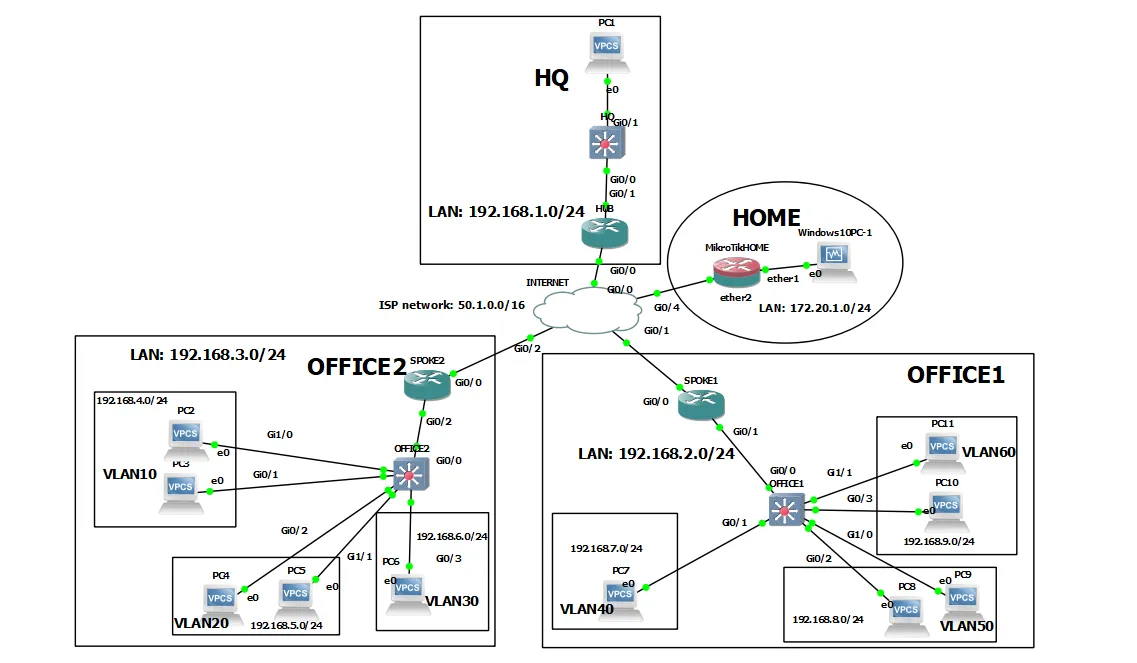 PC1
VPCS
HQ
e0
HQ
Gi0/1
Gi0/0
Gi0/1
LAN: 192.168.1.0/24
HUB
Gi0/0
HOME
Windows10PC-1
MikroTikHOME
ether1
e0
ether2
LAN: 172.20.1.0/24
INTERNET
Gi0/0
ISP network: 50.1.0.0/16
Gi0/4
Gi0/1
Gi0/2
LAN: 192.168.3.0/24
OFFICE2
SPOKE2
Gi0/0
Gi0/2
192.168.4.0/24
PC2
VPCS
e0
Gi1/0
VLAN10
PC3
VPCS
e0
Gi0/1
OFFICE2
Gi0/0
Gi0/2
Gi1/1
192.168.6.0/24
Gi0/3
PC6
e0
VPCS
VLAN30
PC4
VPCS
e0
PC5
VPCS
e0
VLAN20
192.168.5.0/24
OFFICE1
SPOKE1
Gi0/0
Gi0/1
LAN: 192.168.2.0/24
Gi0/0
OFFICE1
PC11
e0
VPCS
VLAN60
Gi1/1
PC10
Gi0/3
e0
VPCS
192.168.9.0/24
Gi0/1
Gi1/0
Gi0/2
192.168.7.0/24
PC7
e0
VPCS
VLAN40
PC8
e0
VPCS
PC9
e0
VPCS
192.168.8.0/24
VLAN50